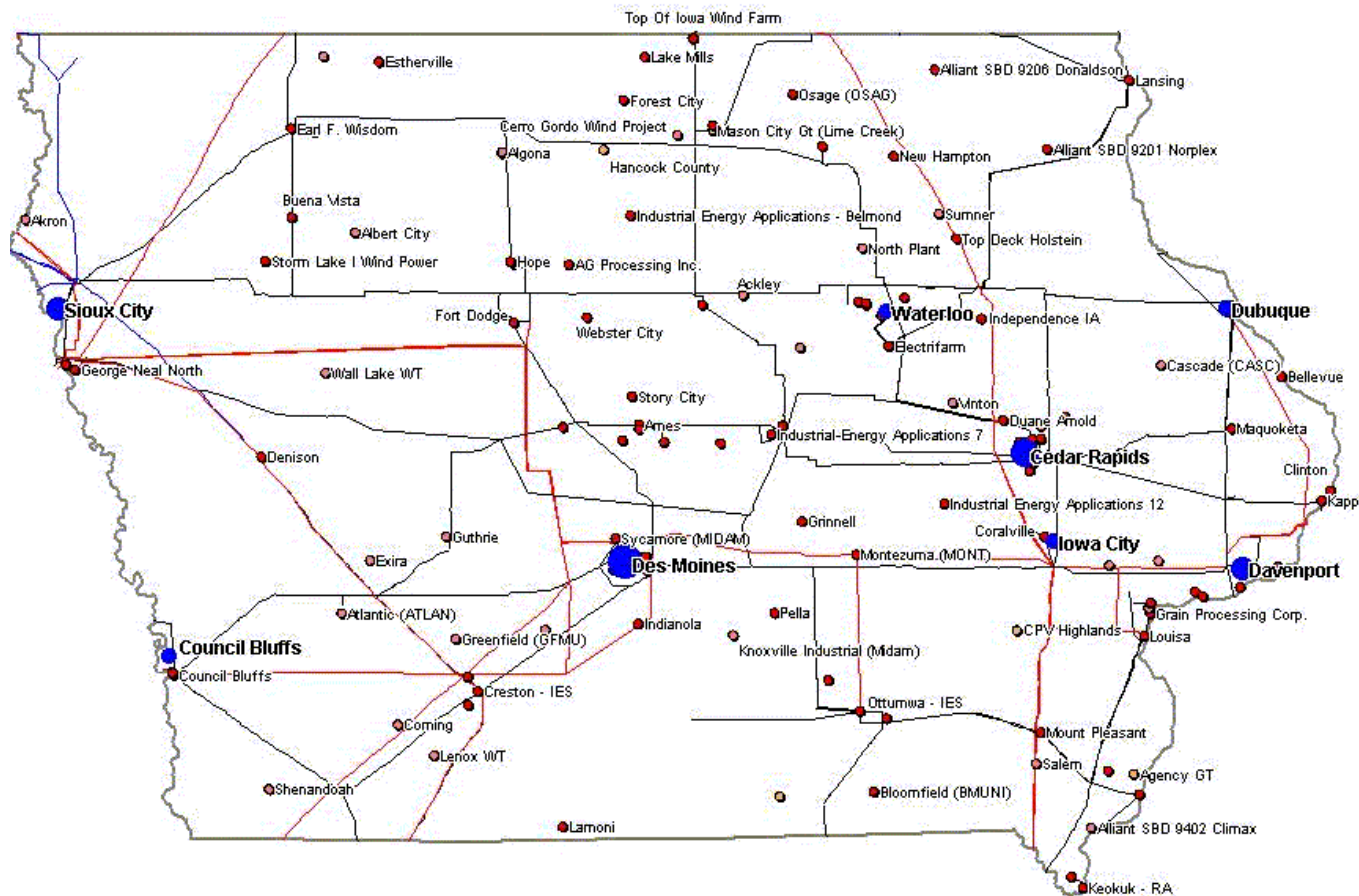 Top Of Iowa Wind Farm
Estherville
Lake Mills
Alliant SBD 9206 Donaldson
Lansing
Forest City
Osage (OSAG)
Earl F. Wisdom
Cerro Gordo Wind Project
Mason City Gt (Lime Creek)
Algona
Hancock County
New Hampton
Alliant SBD 9201 Norplex
Buena Vista
Akron
Albert City
Industrial Energy Applications - Belmond
Sumner
North Plant
Top Deck Holstein
Storm Lake I Wind Power
Hope
AG Processing Inc.
Ackley
Sioux City
Fort Dodge
Webster City
Waterloo
Independence IA
Dubuque
Electrifarm
George Neal North
Wall Lake WT
Cascade (CASC)
Bellevue
Story City
Vinton
Ames
Industrial-Energy Applications 7
Duane Arnold
Maquoketa
Denison
Cedar Rapids
Clinton
Kapp
Industrial Energy Applications 12
Guthrie
Sycamore (MIDAM)
Grinnell
Coralville
Iowa City
Exira
Des Moines
Montezuma (MONT)
Davenport
Atlantic (ATLAN)
Greenfield (GFMU)
Indianola
Pella
Grain Processing Corp.
Knoxville Industrial (Midam)
CPV Highlands
Louisa
Council Bluffs
Council Bluffs
Creston - IES
Ottumwa - IES
Corning
Mount Pleasant
Lenox WT
Salem
Shenandoah
Bloomfield (BMUNI)
Agency GT
Lamoni
Alliant SBD 9402 Climax
Keokuk - RA